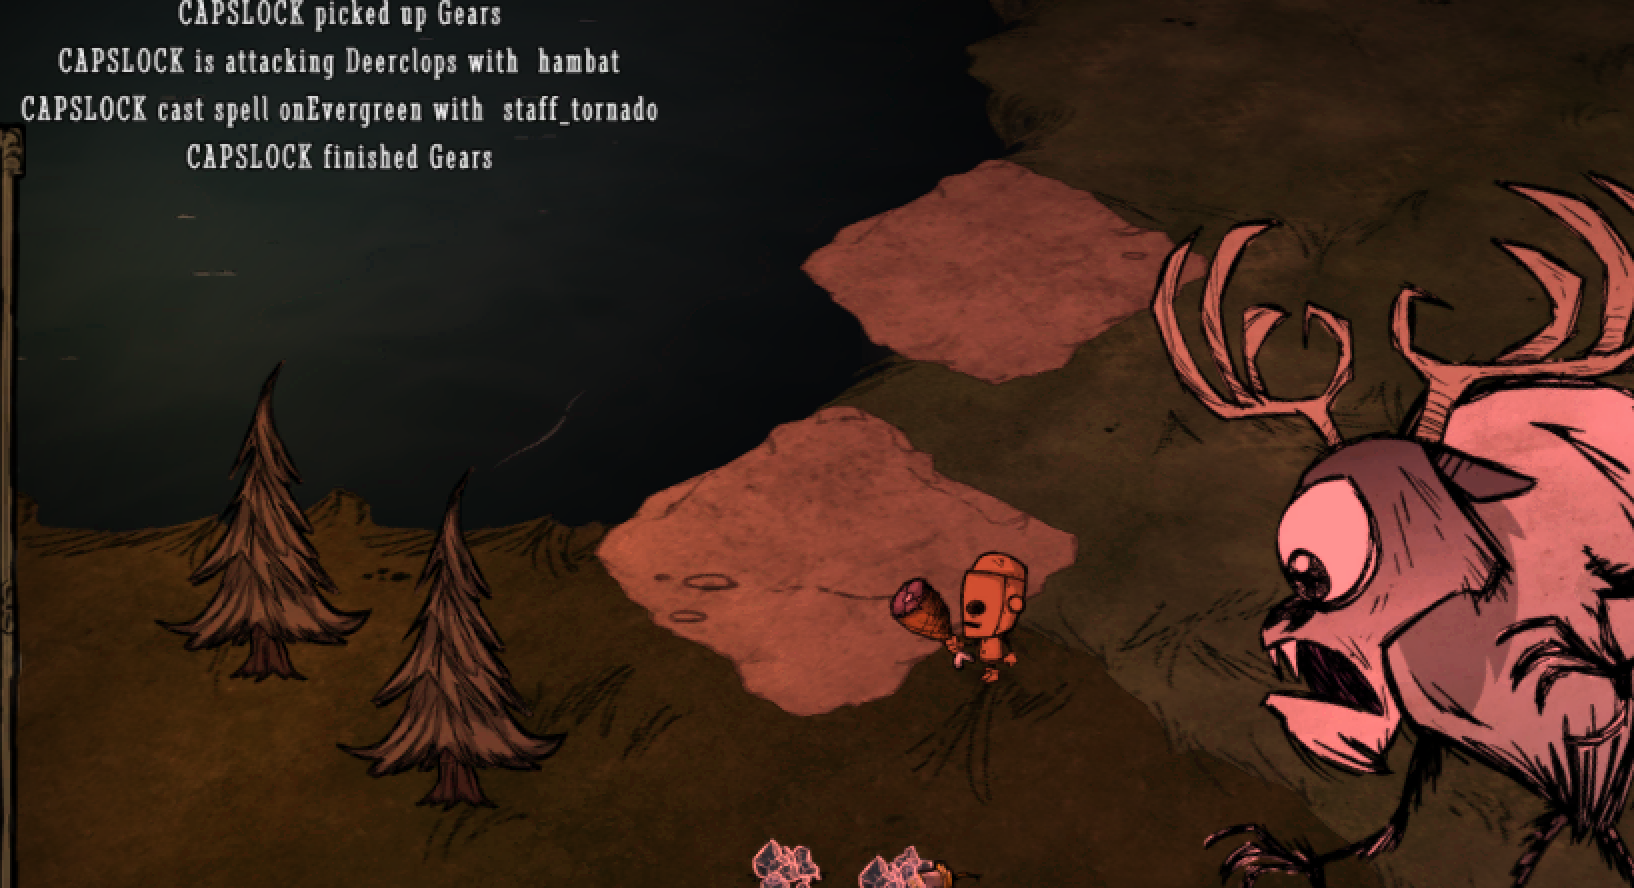 CAPSLOCK picked up Gears
CAPSLOCK is attacking Deerclops with hambat
CAPSLOCK cast spell onEvergreen with staff_tornado
CAPSLOCK finished Gears